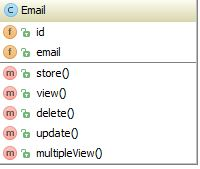 C Email
f id
f email
m store()
m view()
m delete()
m update()
m multipleView()